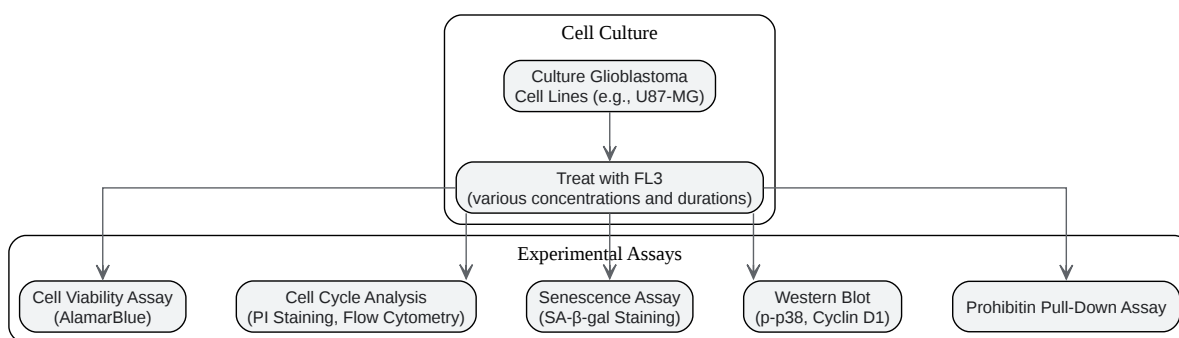 Cell Culture
Culture Glioblastoma
Cell Lines (e.g., U87-MG)
Treat with FL3
(various concentrations and durations)
Experimental Assays
Cell Viability Assay
(AlamarBlue)
Cell Cycle Analysis
(PI Staining, Flow Cytometry)
Senescence Assay
(SA-β-gal Staining)
Western Blot
(p-p38, Cyclin D1)
Prohibitin Pull-Down Assay